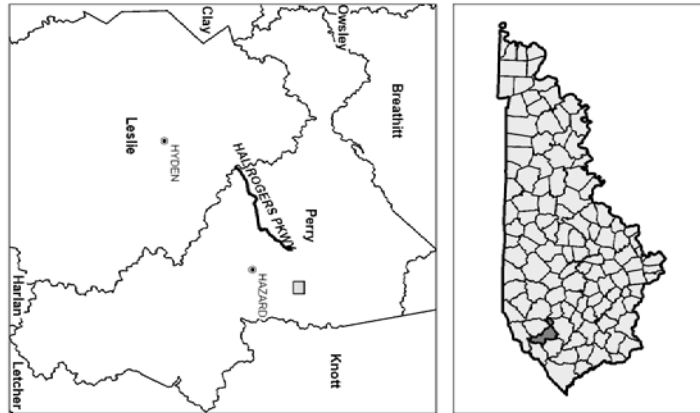 Breathitt
Owsley
Knott
Perry
HAL ROGERS PKWY
HAZARD
Clay
HYDEN
Leslie
Harlan
Letcher